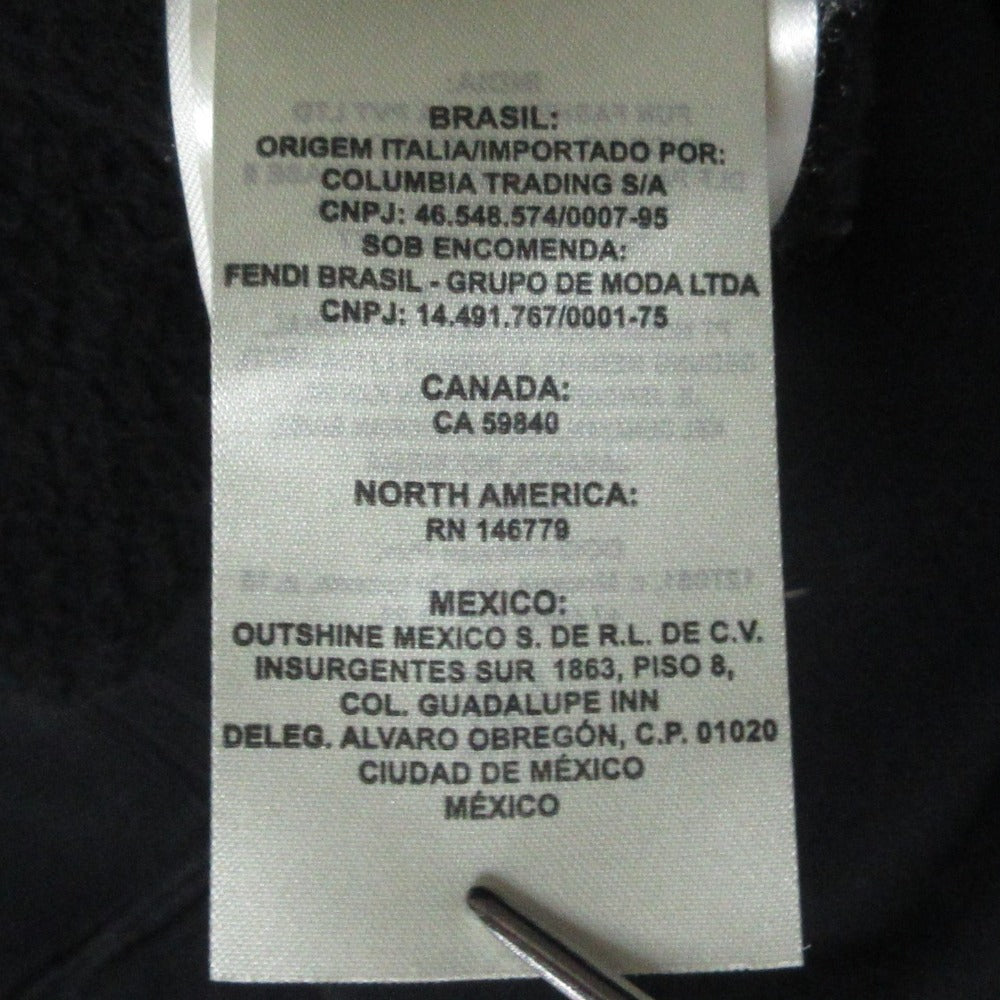 BRASIL:
ORIGEM ITALIA/IMPORTADO POR:
COLUMBIA TRADING S/A
CNPJ: 46.548.574/0007-95
SOB ENCOMENDA:
FENDI BRASIL - GRUPO DE MODA LTDA
CNPJ: 14.491.767/0001-75
CANADA:
CA 59840
NORTH AMERICA:
RN 146779
MEXICO:
OUTSHINE MEXICO S. DE R.L. DE C.V.
INSURGENTES SUR 1863, PISO 8,
COL. GUADALUPE INN
DELEG. ALVARO OBREGÓN, C.P. 01020
CIUDAD DE MÉXICO
MÉXICO